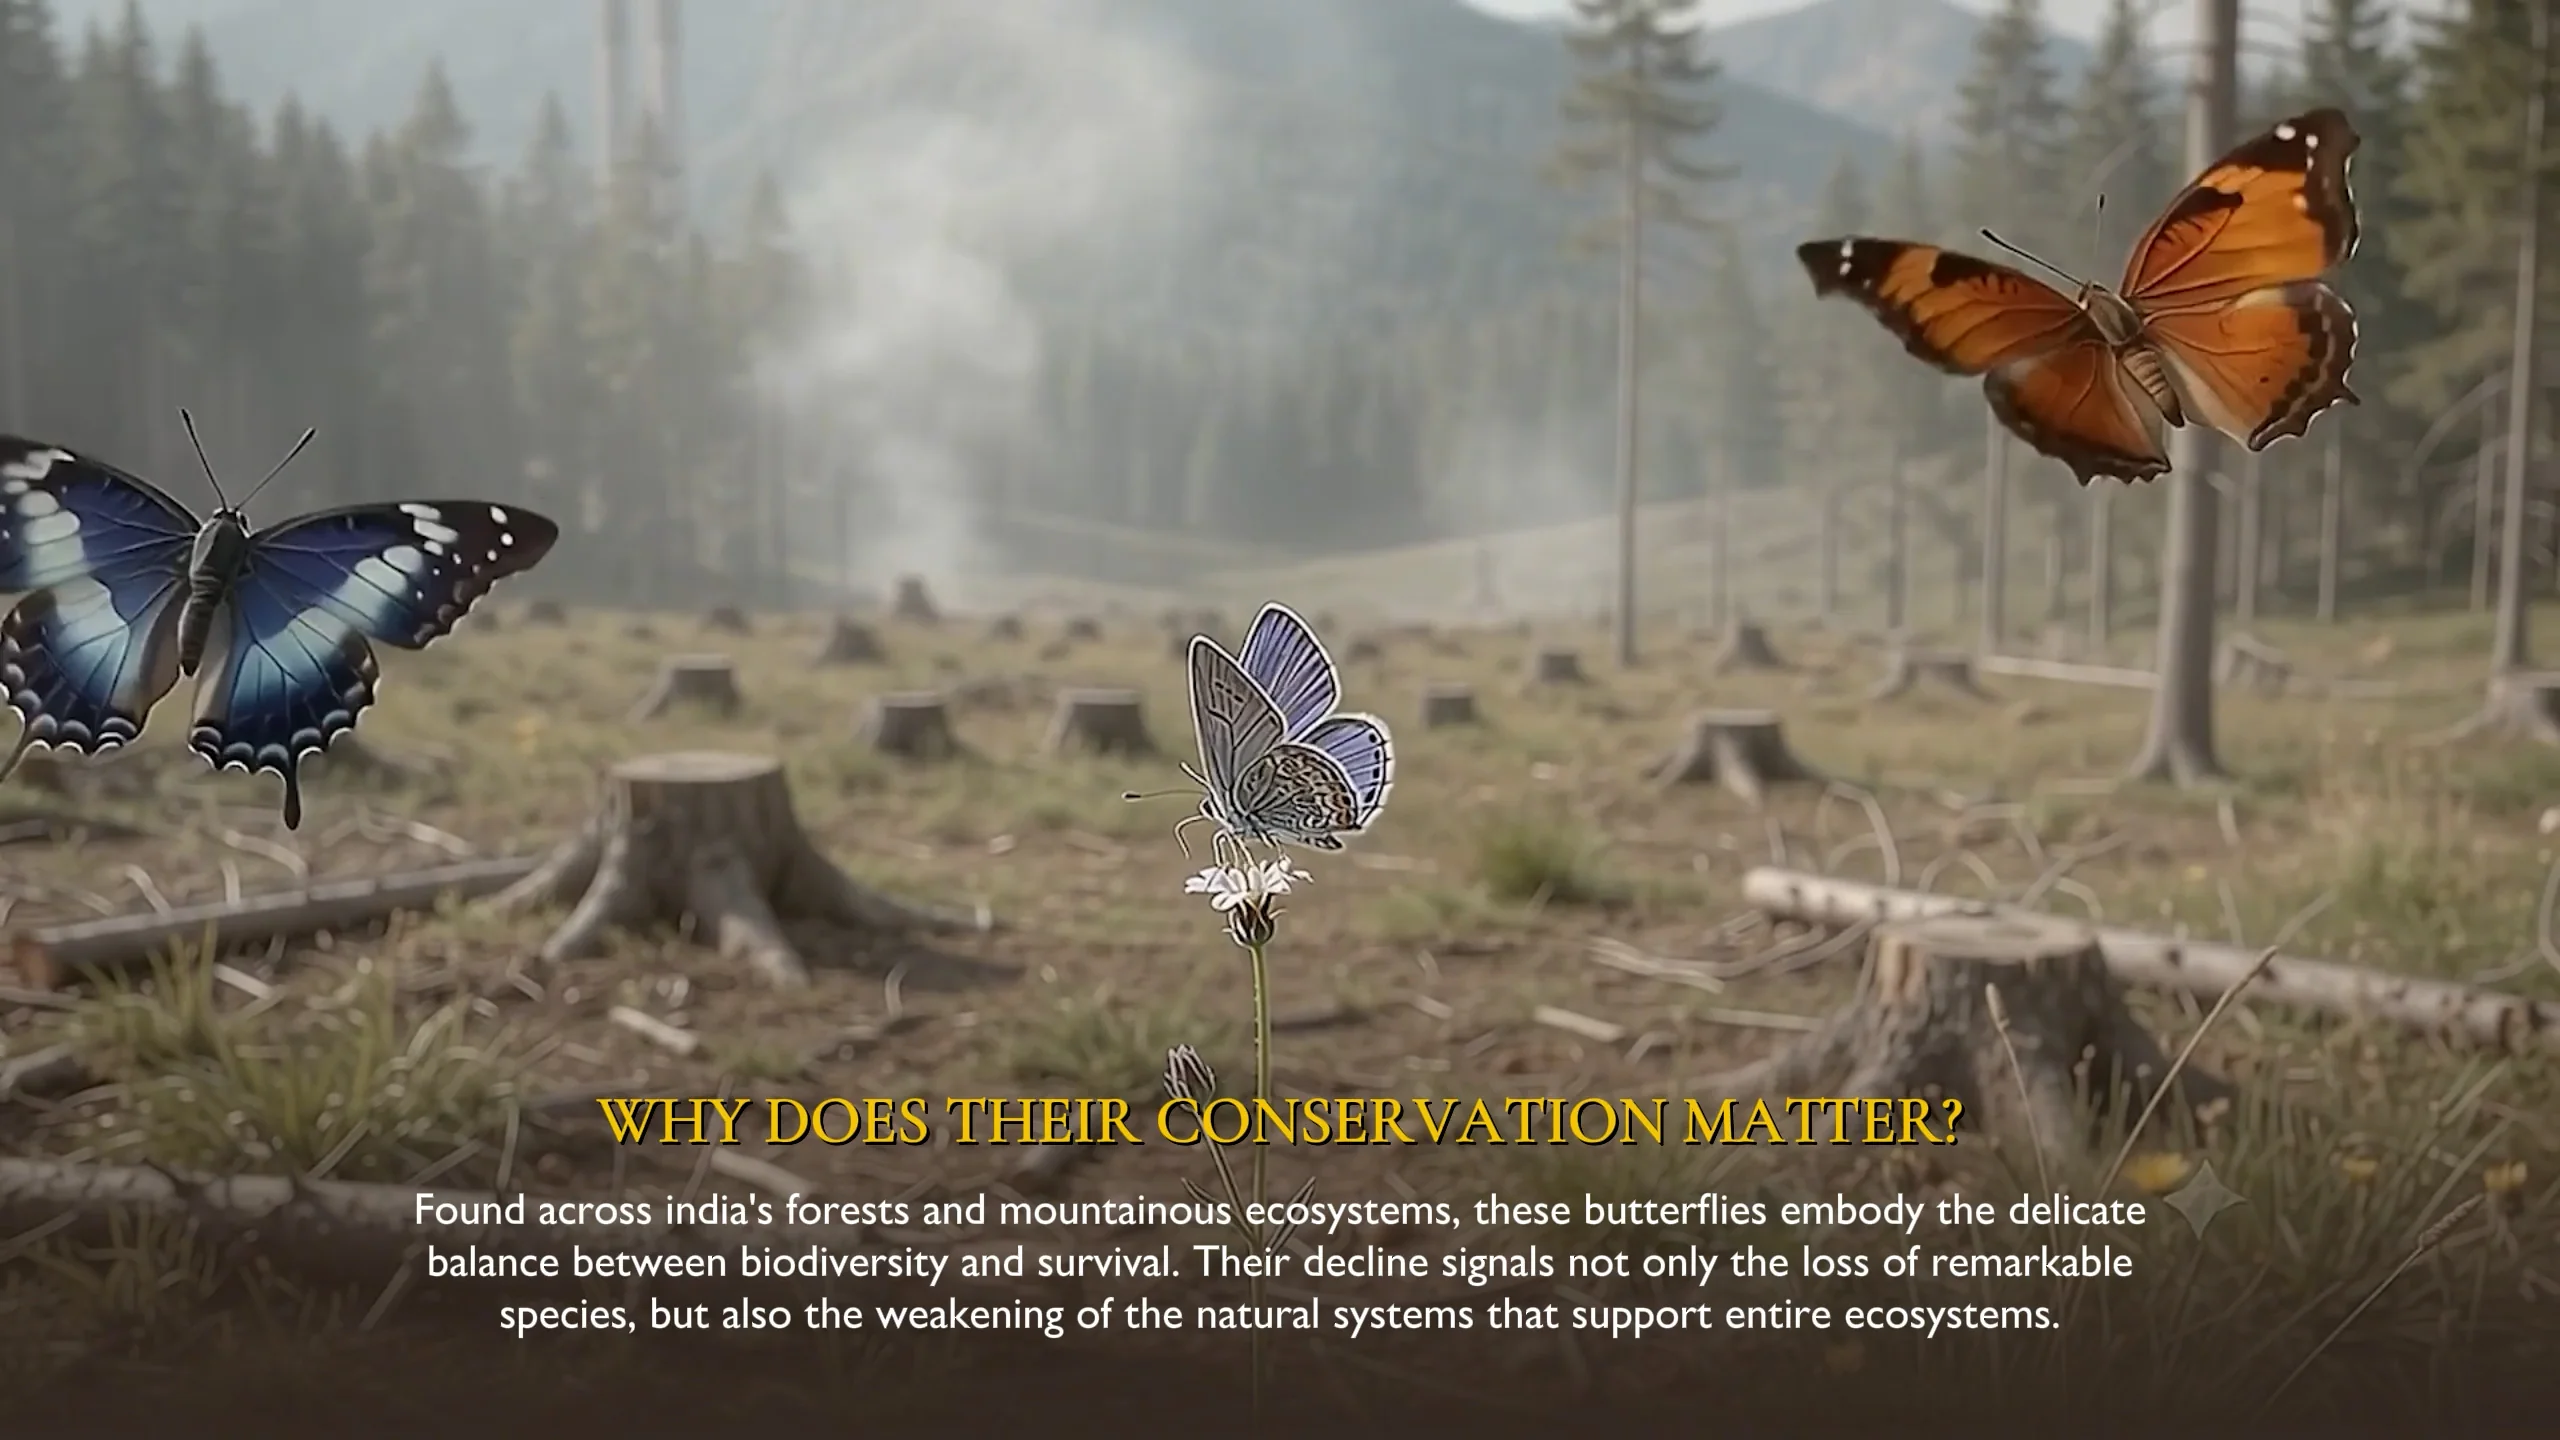 WHY DOES THEIR CONSERVATION MATTER?
Found across india's forests and mountainous ecosystems, these butterflies embody the delicate
balance between biodiversity and survival. Their decline signals not only the loss of remarkable
species, but also the weakening of the natural systems that support entire ecosystems.